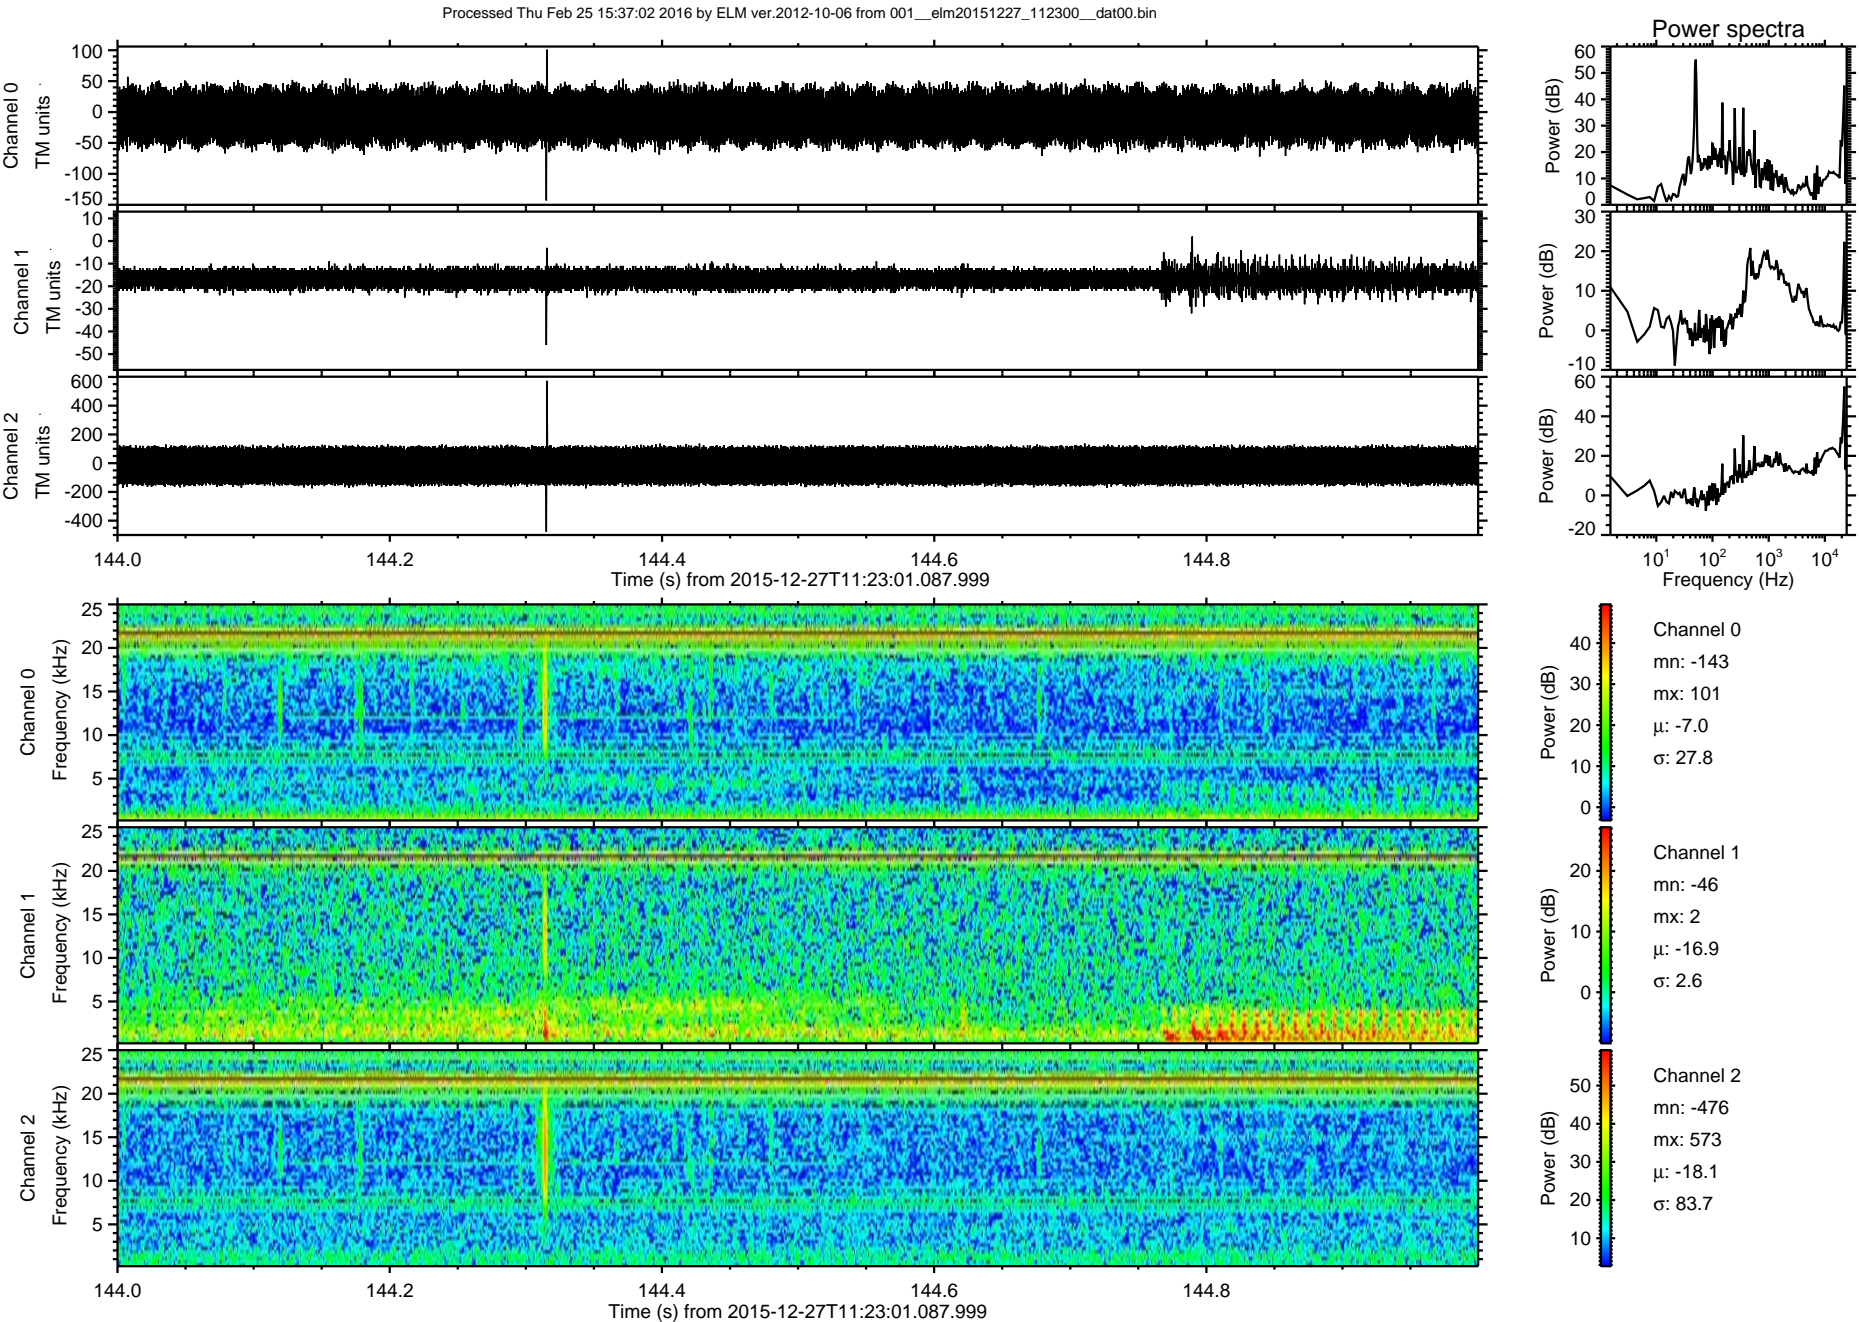 Processed Thu Feb 25 15:37:02 2016 by ELM ver.2012-10-06 from 001__elm20151227_112300__dat00.bin
Power spectra
Channel 0
TM units
100
50
0
-50
-100
-150
Power (dB)
60
50
40
30
20
10
0
Channel 1
TM units
10
0
-10
-20
-30
-40
-50
Power (dB)
30
20
10
0
-10
Channel 2
TM units
600
400
200
0
-200
-400
Power (dB)
60
40
20
0
-20
144.0 144.2 144.4 144.6 144.8
Time (s) from 2015-12-27T11:23:01.087.999
10¹ 10² 10³ 10⁴
Frequency (Hz)
Channel 0
Frequency (kHz)
25
20
15
10
5
Power (dB)
40
30
20
10
0
Channel 0
mn: -143
mx: 101
µ: -7.0
σ: 27.8
Channel 1
Frequency (kHz)
25
20
15
10
5
Power (dB)
20
10
0
Channel 1
mn: -46
mx: 2
µ: -16.9
σ: 2.6
Channel 2
Frequency (kHz)
25
20
15
10
5
Power (dB)
50
40
30
20
10
Channel 2
mn: -476
mx: 573
µ: -18.1
σ: 83.7
144.0 144.2 144.4 144.6 144.8
Time (s) from 2015-12-27T11:23:01.087.999